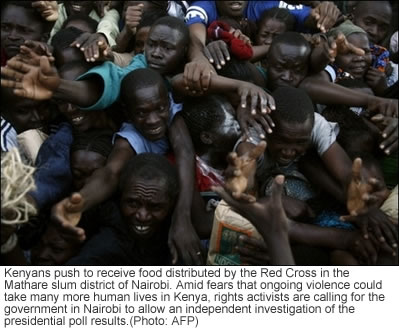 Kenyans push to receive food distributed by the Red Cross in the
Mathare slum district of Nairobi. Amid fears that ongoing violence could
take many more human lives in Kenya, rights activists are calling for the
government in Nairobi to allow an independent investigation of the
presidential poll results.(Photo: AFP)